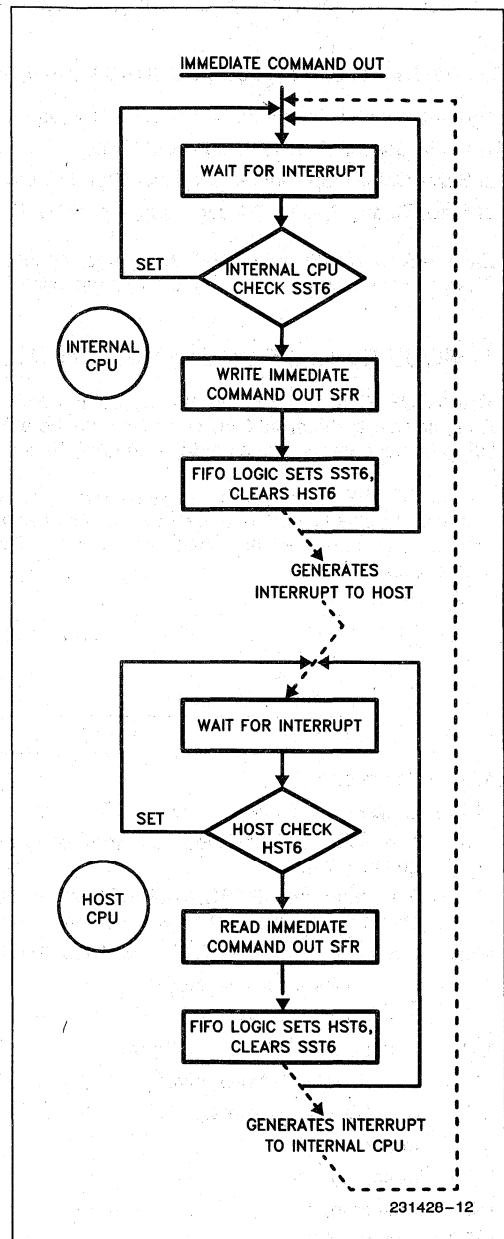 IMMEDIATE COMMAND OUT
WAIT FOR INTERRUPT
SET
INTERNAL CPU
CHECK SST6
INTERNAL
CPU
WRITE IMMEDIATE
COMMAND OUT SFR
FIFO LOGIC SETS SST6,
CLEARS HST6
GENERATES
INTERRUPT TO HOST
WAIT FOR INTERRUPT
SET
HOST CHECK
HST6
HOST
CPU
READ IMMEDIATE
COMMAND OUT SFR
FIFO LOGIC SETS HST6,
CLEARS SST6
GENERATES INTERRUPT
TO INTERNAL CPU
231428-12